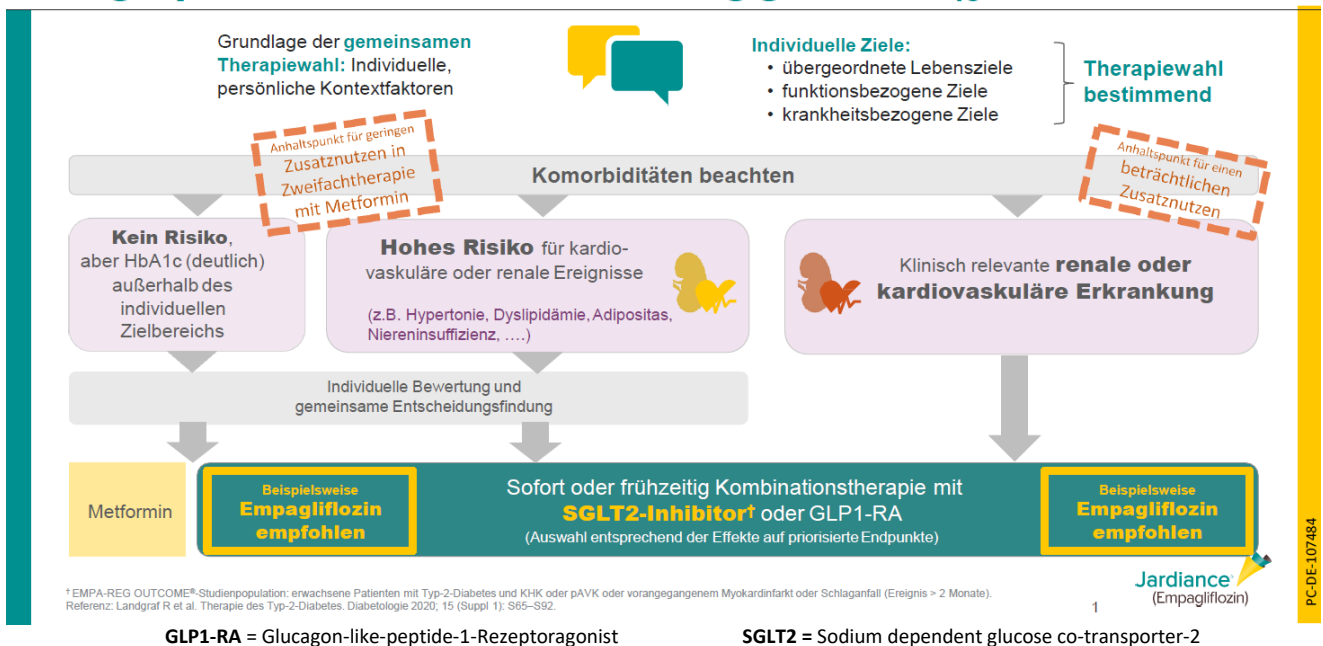 Grundlage der gemeinsamen
Therapiewahl: Individuelle,
persönliche Kontextfaktoren
Individuelle Ziele:
• übergeordnete Lebensziele
• funktionsbezogene Ziele
• krankheitsbezogene Ziele
Therapiewahl
bestimmend
Anhaltspunkt für geringen
Zusatznutzen in
Zweifachtherapie
mit Metformin
Anhaltspunkt für einen
beträchtlichen
Zusatznutzen
Komorbiditäten beachten
Kein Risiko,
aber HbA1c (deutlich)
außerhalb des
individuellen
Zielbereichs
Hohes Risiko für kardio-
vaskuläre oder renale Ereignisse
(z.B. Hypertonie, Dyslipidämie, Adipositas,
Niereninsuffizienz, ….)
Klinisch relevante renale oder
kardiovaskuläre Erkrankung
Individuelle Bewertung und
gemeinsame Entscheidungsfindung
Metformin
Beispielsweise
Empagliflozin
empfohlen
Sofort oder frühzeitig Kombinationstherapie mit
SGLT2-Inhibitor† oder GLP1-RA
(Auswahl entsprechend der Effekte auf priorisierte Endpunkte)
Beispielsweise
Empagliflozin
empfohlen
† EMPA-REG OUTCOME®-Studienpopulation: erwachsene Patienten mit Typ-2-Diabetes und KHK oder pAVK oder vorangegangenem Myokardinfarkt oder Schlaganfall (Ereignis > 2 Monate).
Referenz: Landgraf R et al. Therapie des Typ-2-Diabetes. Diabetologie 2020; 15 (Suppl 1): S65–S92.
1
Jardiance
(Empagliflozin)
PC-DE-107484
GLP1-RA = Glucagon-like-peptide-1-Rezeptoragonist
SGLT2 = Sodium dependent glucose co-transporter-2